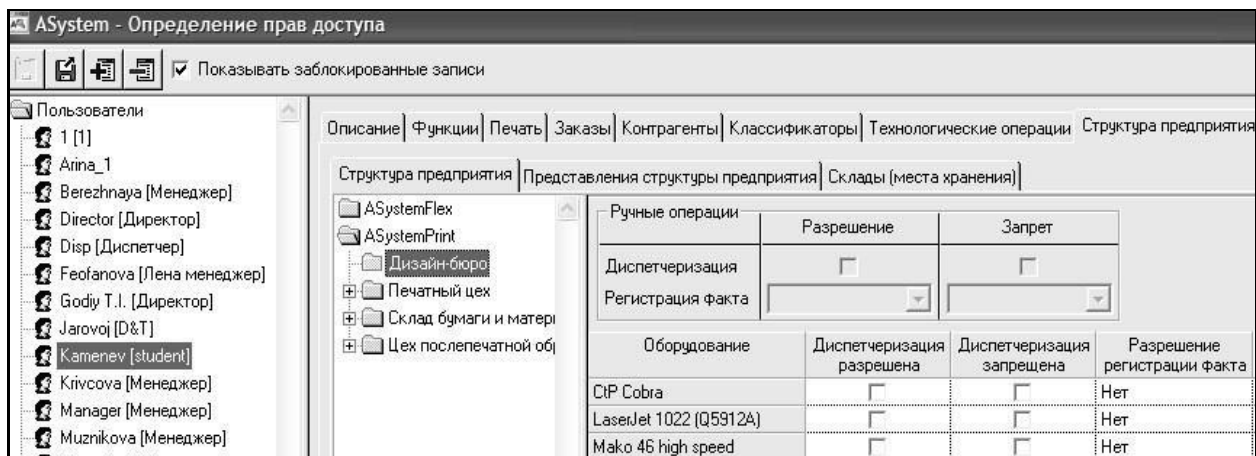 ASystem - Определение прав доступа
Показывать заблокированные записи
Пользователи
1 [1]
Arina_1
Berezhnaya [Менеджер]
Director [Директор]
Disp [Диспетчер]
Feofanova [Лена менеджер]
Godiy T.I. [Директор]
Jarovoj [D&T]
Kamenev [student]
Krivcova [Менеджер]
Manager [Менеджер]
Muznikova [Менеджер]
Описание Функции Печать Заказы Контрагенты Классификаторы Технологические операции Структура предприятия
Структура предприятия Представления структуры предприятия Склады (места хранения)
ASystemFlex
ASystemPrint
Дизайн-бюро
Печатный цех
Склад бумаги и матери
Цех послепечатной обр
Ручные операции
Разрешение Запрет
Диспетчеризация
Регистрация факта
Оборудование Диспетчеризация разрешена Диспетчеризация запрещена Разрешение регистрации факта
CtP Cobra Нет
LaserJet 1022 (Q5912A) Нет
Mako 46 high speed Нет